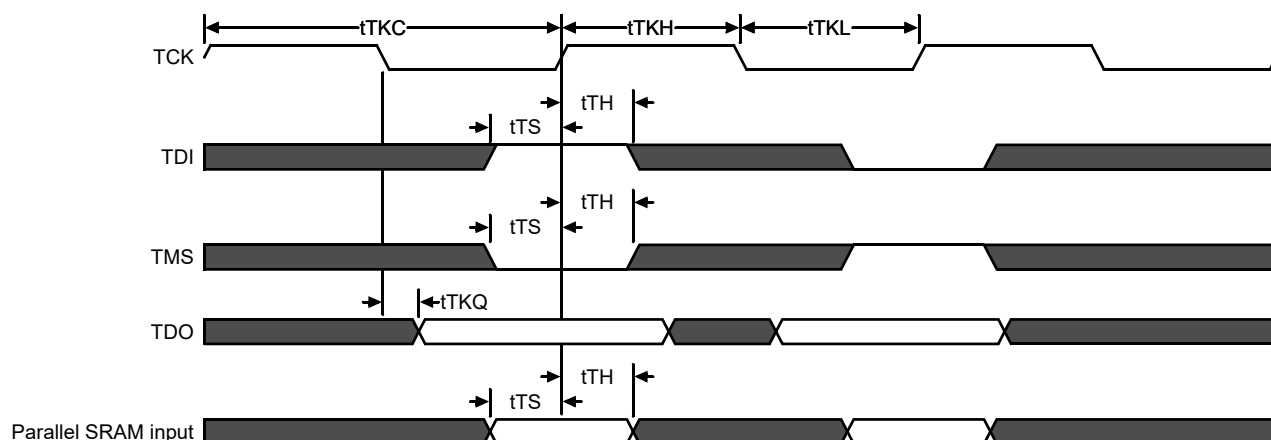 tTKC tTKH tTKL
TCK
tTH
tTS
TDI
tTH
tTS
TMS
tTKQ
TDO
tTH
tTS
Parallel SRAM input